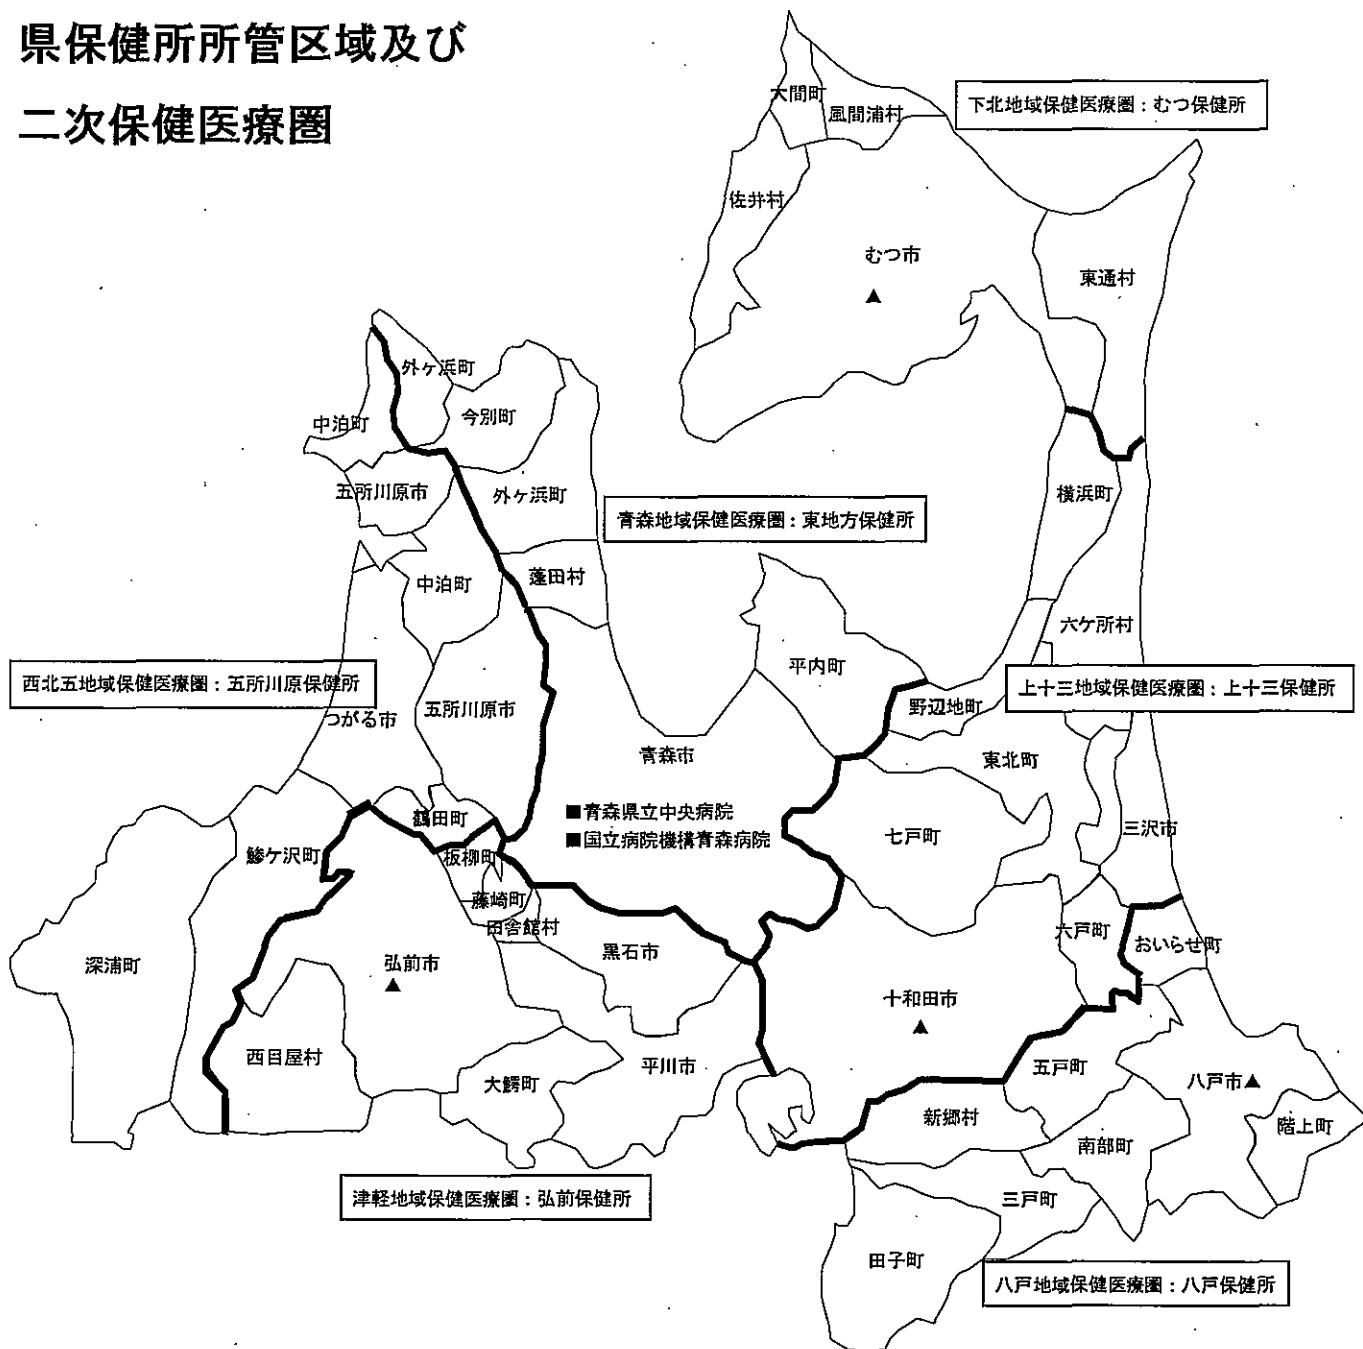 県保健所所管区域及び
二次保健医療圏
大間町
風間浦村
下北地域保健医療圏：むつ保健所
佐井村
むつ市
▲
東通村
外ヶ浜町
今別町
中泊町
五所川原市
外ヶ浜町
横浜町
青森地域保健医療圏：東地方保健所
中泊町
蓬田村
六ケ所村
平内町
西北五地域保健医療圏：五所川原保健所
上十三地域保健医療圏：上十三保健所
つがる市
五所川原市
野辺地町
青森市
東北町
■青森県立中央病院
■国立病院機構青森病院
鶴田町
七戸町
三沢市
鰺ケ沢町
板柳町
藤崎町
田舎館村
六戸町
おいらせ町
深浦町
弘前市
▲
黒石市
十和田市
▲
西目屋村
大鰐町
平川市
五戸町
八戸市▲
新郷村
階上町
南部町
津軽地域保健医療圏：弘前保健所
三戸町
田子町
八戸地域保健医療圏：八戸保健所